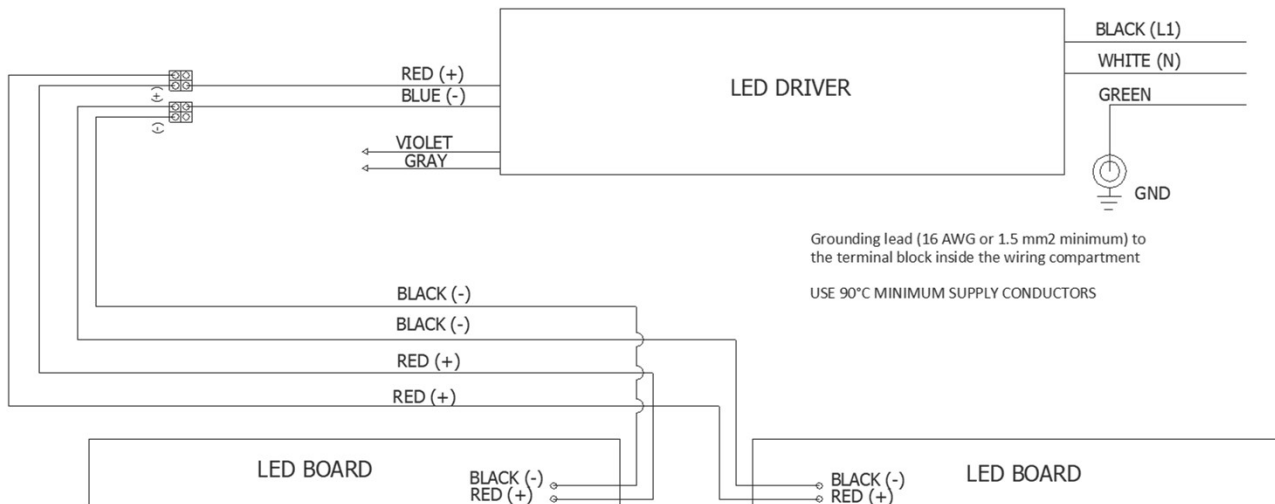 BLACK (L1)
WHITE (N)
GREEN
LED DRIVER
RED (+)
BLUE (-)
(+)
(-)
VIOLET
GRAY
GND
Grounding lead (16 AWG or 1.5 mm2 minimum) to
the terminal block inside the wiring compartment
USE 90°C MINIMUM SUPPLY CONDUCTORS
BLACK (-)
BLACK (-)
RED (+)
RED (+)
LED BOARD
BLACK (-)
RED (+)
BLACK (-)
RED (+)
LED BOARD